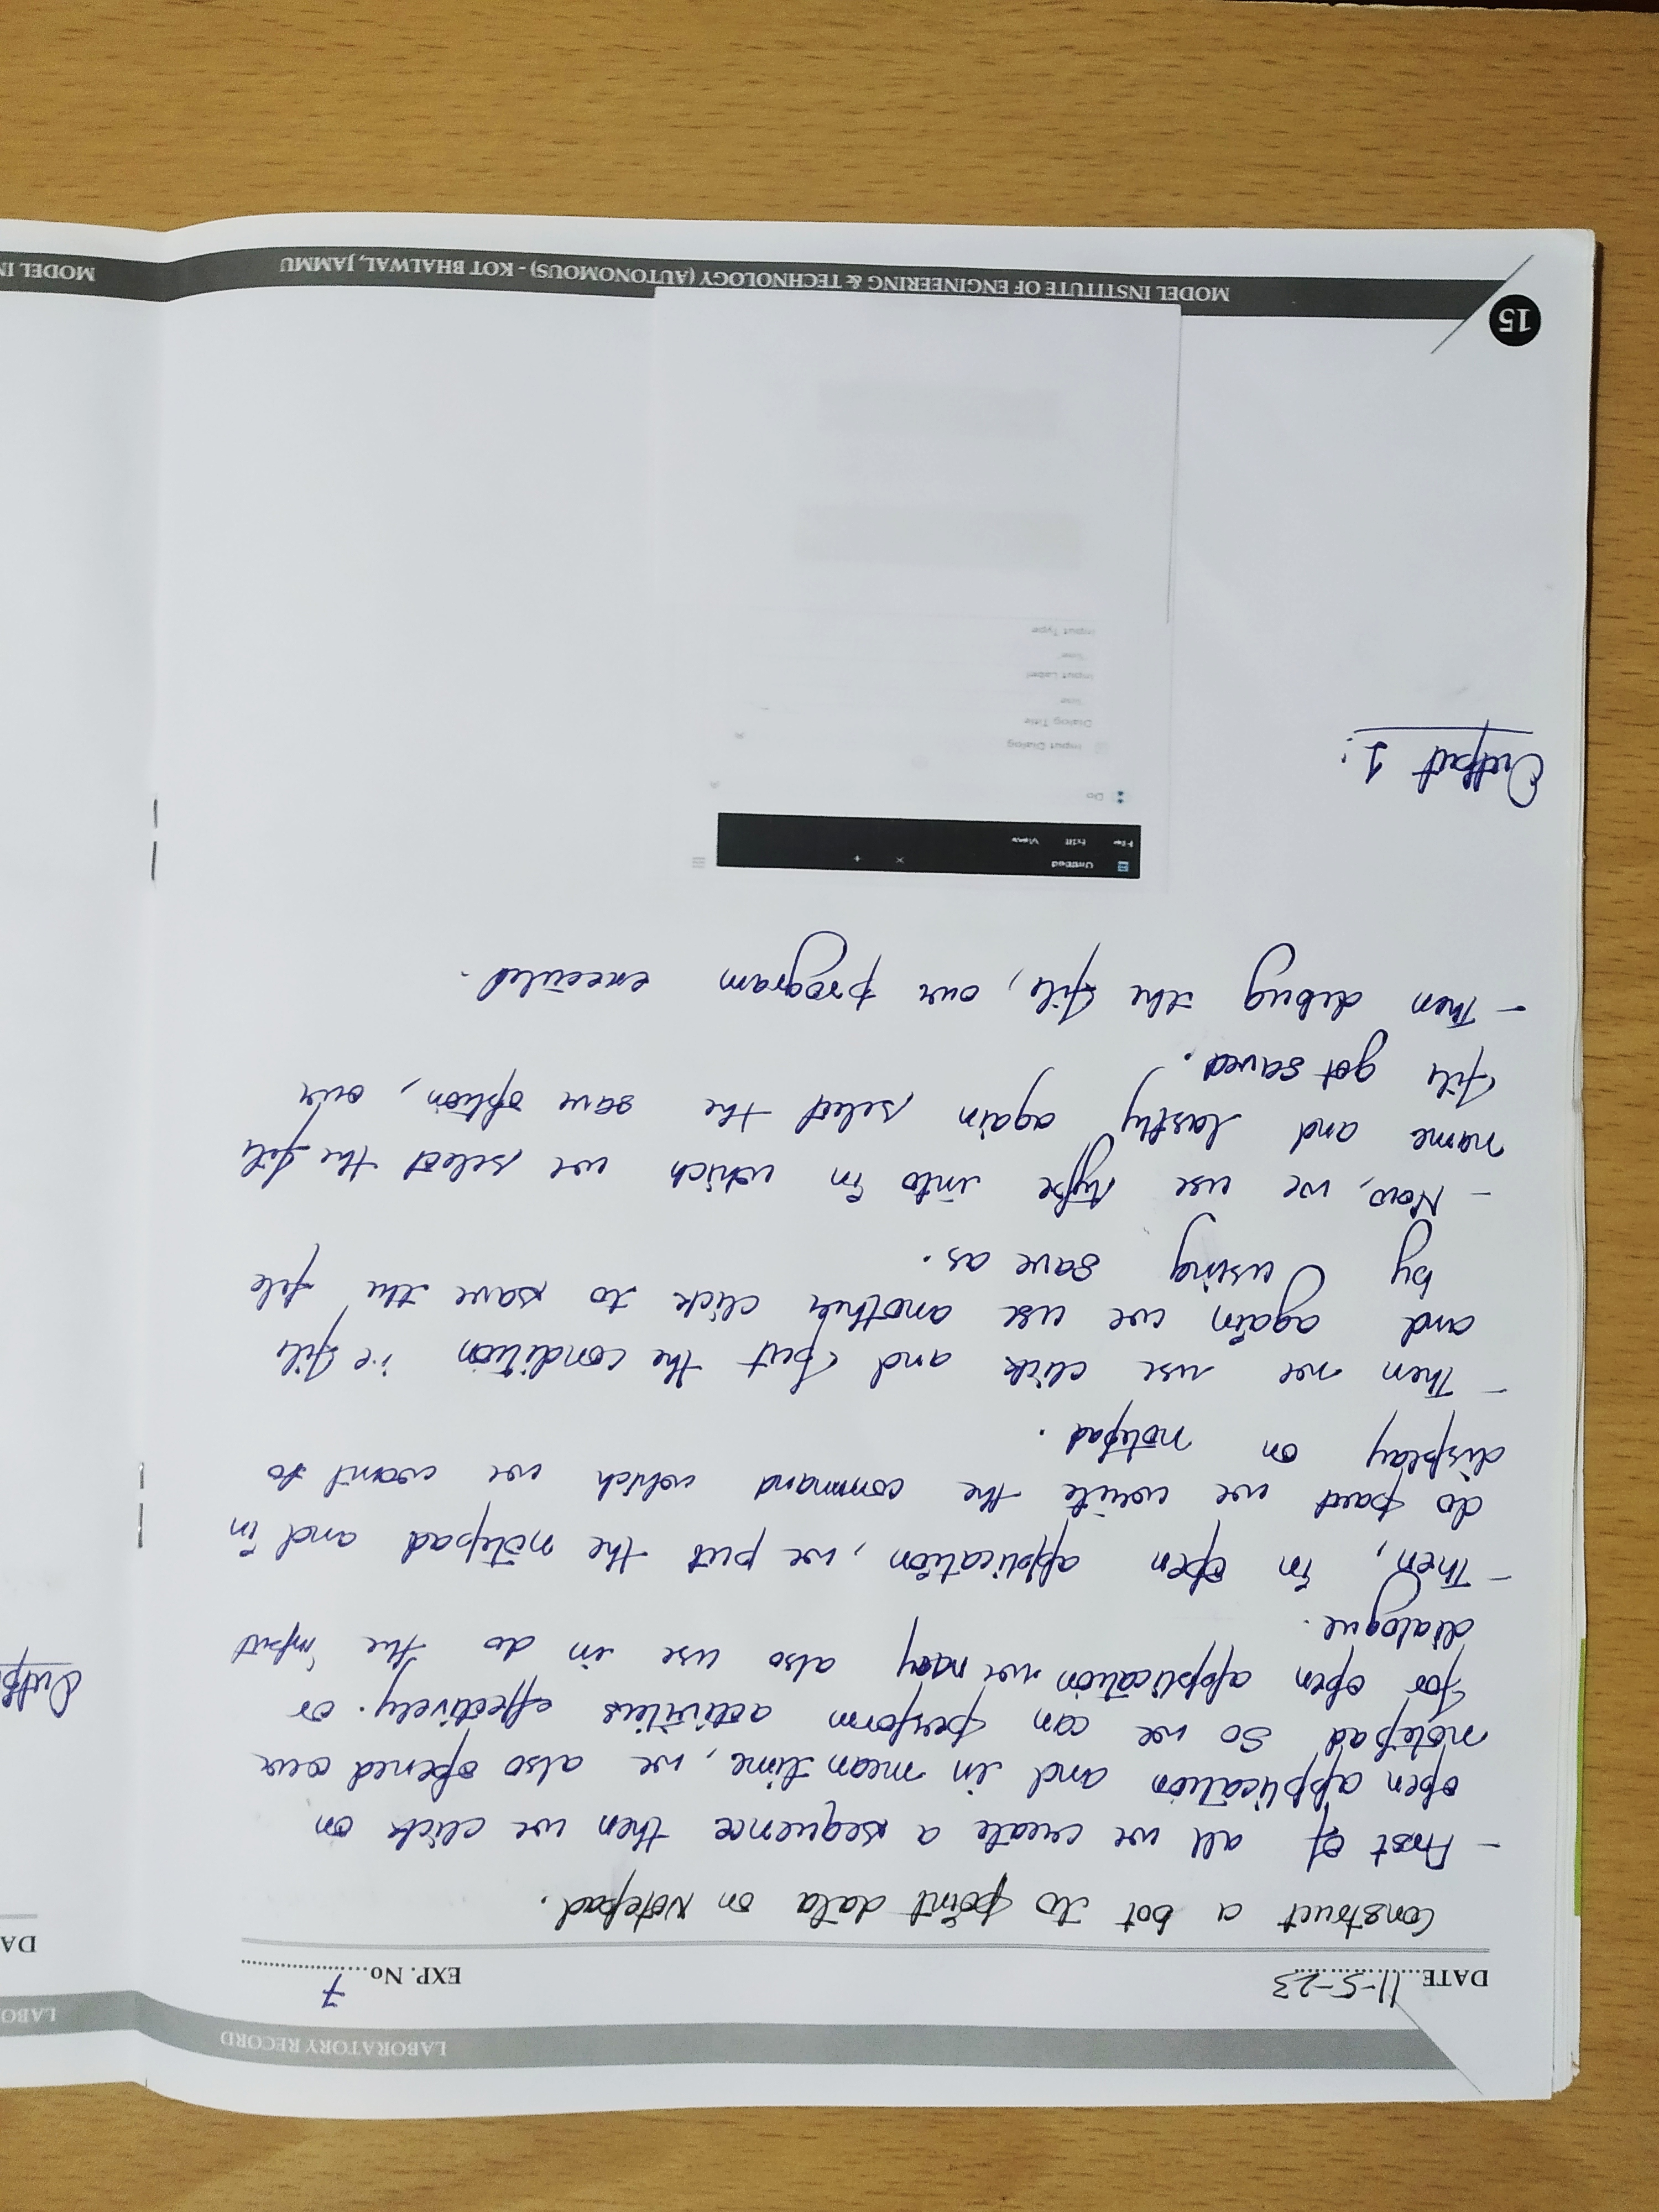 LABORATORY RECORD
DATE 11-5-23 EXP. No. 7
Construct a bot to point data on Notepad.
- First of all we create a sequence then we click on
open application and in mean time, we also opened our
notepad so we can perform activities effectively. or
for open application we may also use in do the input
dialogue.
- Then, in open application, we put the notepad and in
do part we write the command which we want to
display on notepad.
- Then we use click and put the condition i.e file
and again we use another click to save the file
by using save as.
- Now, we use type into in which we select the file
name and lastly again select the save option, our
file got saved.
- Then debug the file, our program executed.
Output 1:
Untitled × +
File Edit View
Do
Input Dialog
Dialog Title
Input Label
Input Type
15
MODEL INSTITUTE OF ENGINEERING & TECHNOLOGY (AUTONOMOUS) - KOT BHALWAL, JAMMU
LABO
DA
Outp
MODEL IN